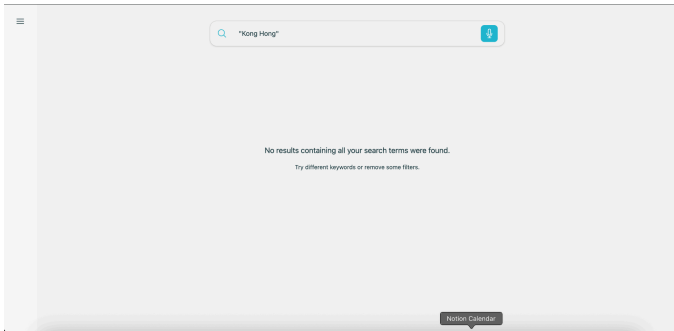 "Kong Hong"
No results containing all your search terms were found.
Try different keywords or remove some filters.
Notion Calendar